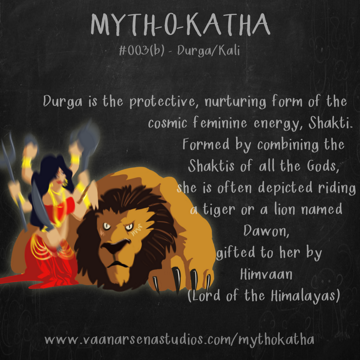 MYTH-O-KATHA
#003(b) - Durga/Kali
Durga is the protective, nurturing form of the
cosmic feminine energy, Shakti.
Formed by combining the
Shaktis of all the Gods,
she is often depicted riding
a tiger or a lion named
Dawon,
gifted to her by
Himvaan
(Lord of the Himalayas)
www.vaanarsenastudios.com/mythokatha